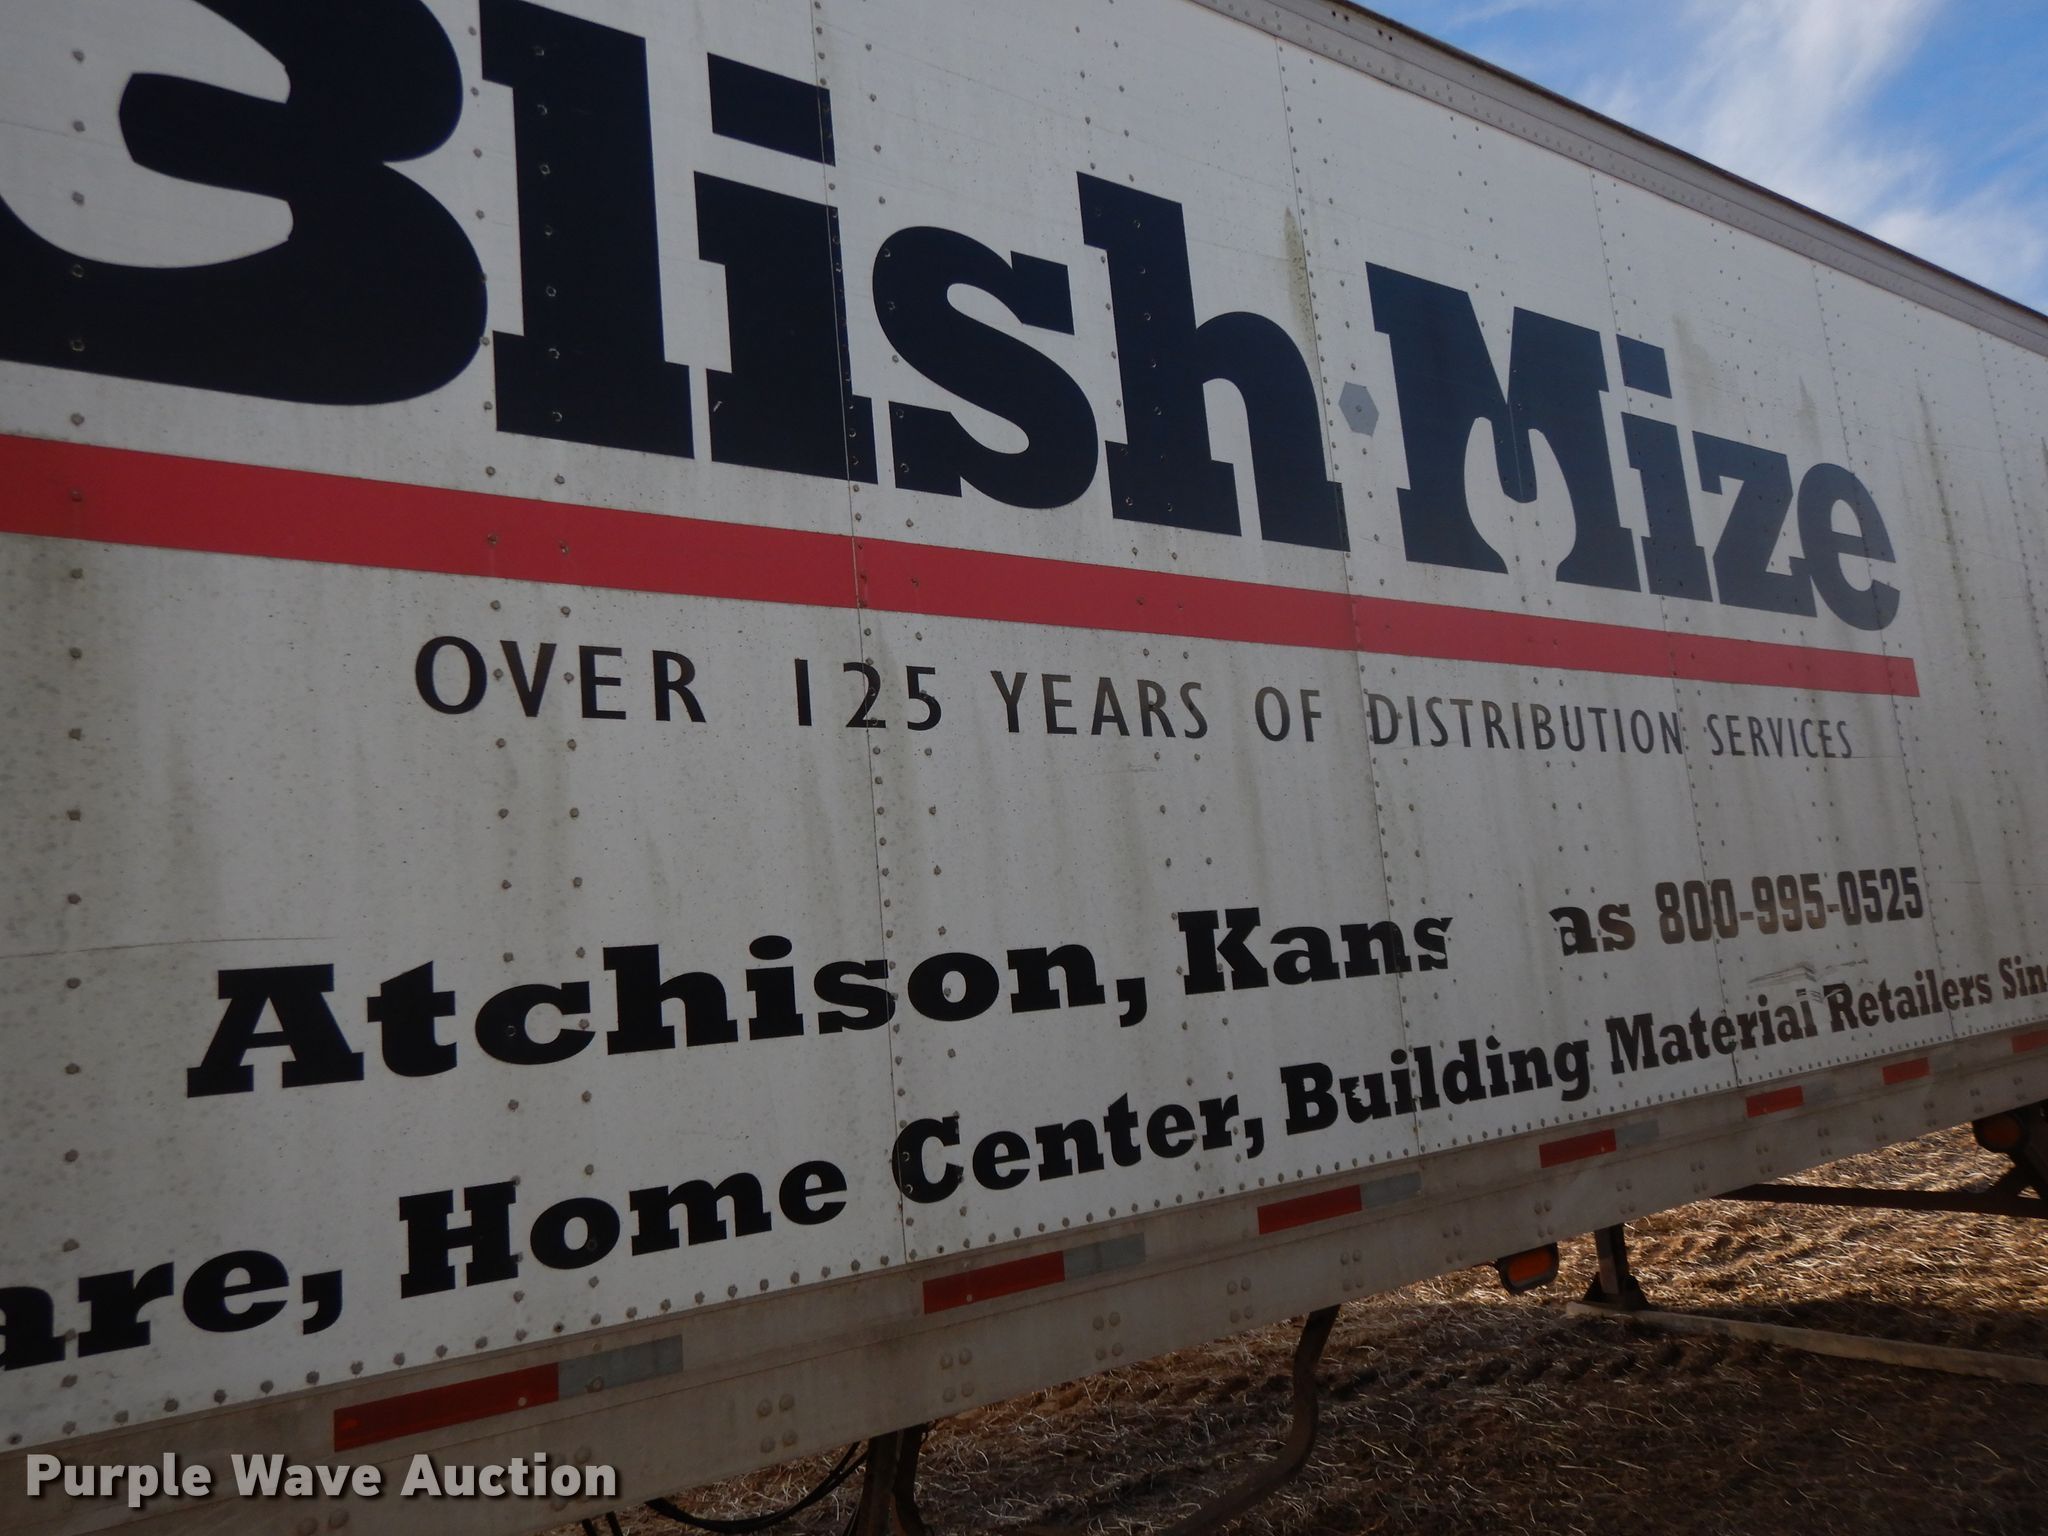 Blish·Mize
OVER 125 YEARS OF DISTRIBUTION SERVICES
Atchison, Kans as 800-995-0525
are, Home Center, Building Material Retailers Sin
Purple Wave Auction